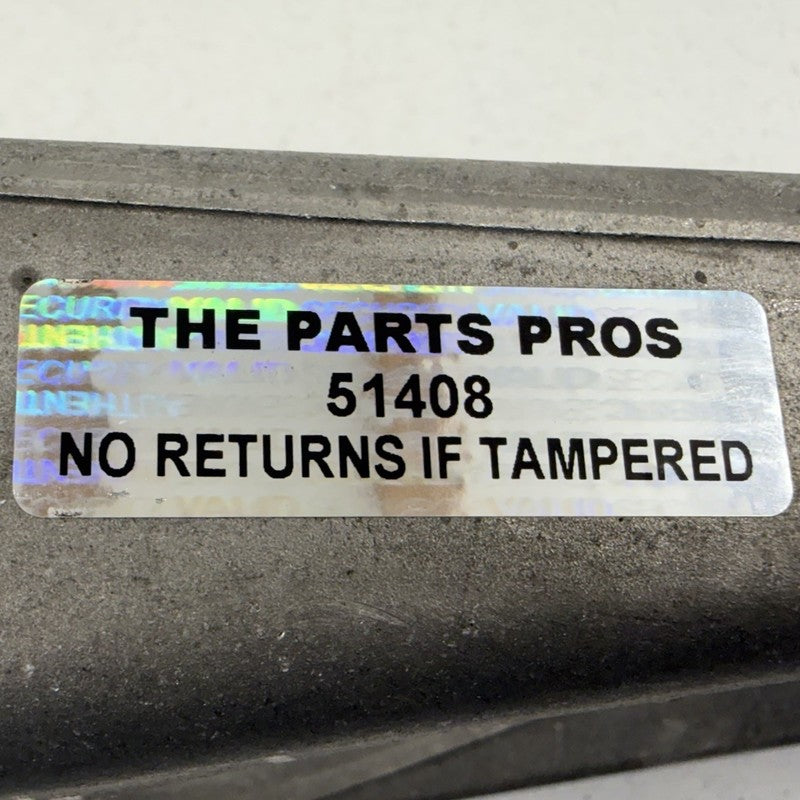 THE PARTS PROS
51408
NO RETURNS IF TAMPERED